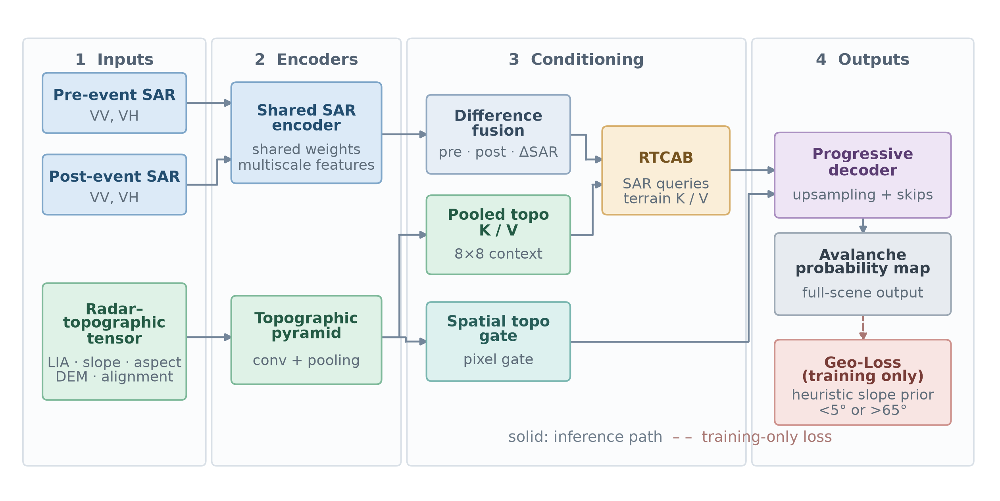 1 Inputs
Pre-event SAR
VV, VH
Post-event SAR
VV, VH
Radar–
topographic
tensor
LIA · slope · aspect
DEM · alignment
2 Encoders
Shared SAR
encoder
shared weights
multiscale features
Topographic
pyramid
conv + pooling
3 Conditioning
Difference
fusion
pre · post · ΔSAR
Pooled topo
K / V
8×8 context
Spatial topo
gate
pixel gate
RTCAB
SAR queries
terrain K / V
4 Outputs
Progressive
decoder
upsampling + skips
Avalanche
probability map
full-scene output
Geo-Loss
(training only)
heuristic slope prior
<5° or >65°
solid: inference path – – training-only loss